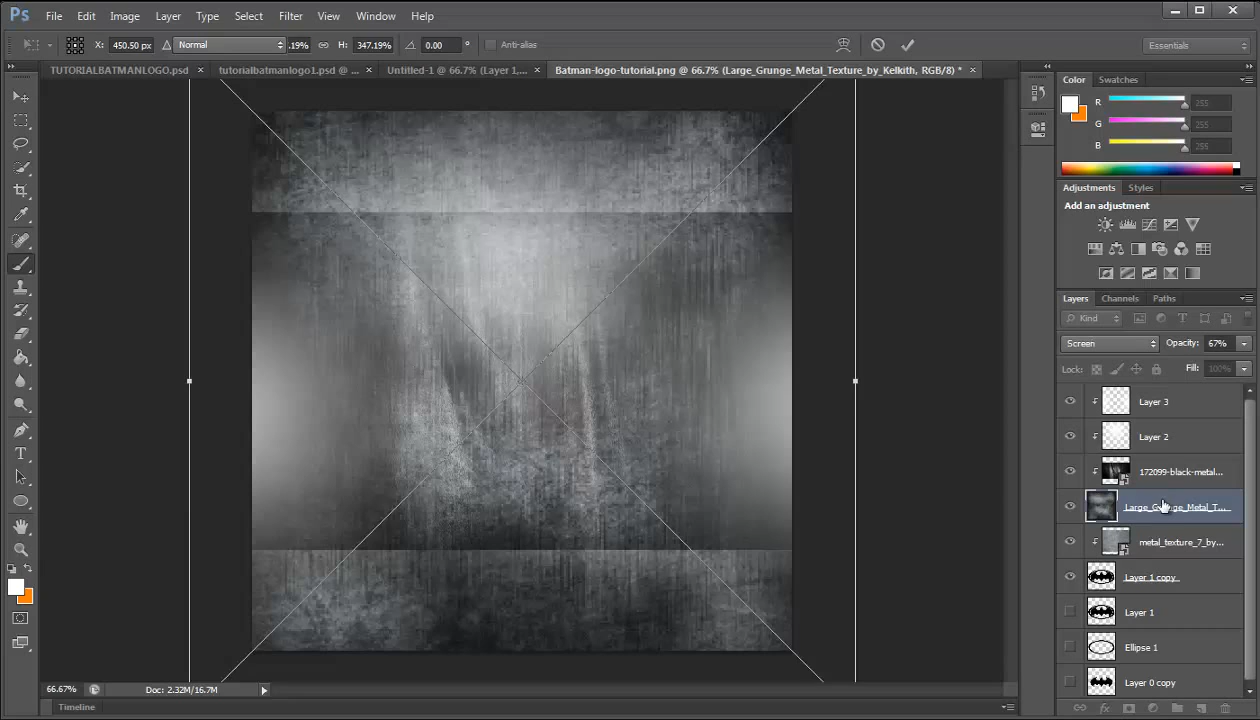 Ps File Edit Image Layer Type Select Filter View Window Help
X: 450.50 px Normal .19% H: 347.19% 0.00 ° Anti-alias Essentials
TUTORIALBATMANLOGO.psd × tutorialbatmanlogo1.psd @ ... × Untitled-1 @ 66.7% (Layer 1,... × Batman-logo-tutorial.png @ 66.7% (Large_Grunge_Metal_Texture_by_Kelkith, RGB/8) * ×
Color Swatches
R 255
G 255
B 255
Adjustments Styles
Add an adjustment
Layers Channels Paths
Kind
Screen Opacity: 67%
Lock: Fill: 100%
Layer 3
Layer 2
172099-black-metal...
Large_Grunge_Metal_T...
metal_texture_7_by...
Layer 1 copy
Layer 1
Ellipse 1
Layer 0 copy
66.67% Doc: 2.32M/16.7M
Timeline